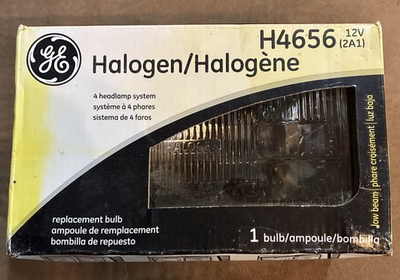 GE
H4656 12V
(2A1)
Halogen/Halogène
4 headlamp system
système à 4 phares
sistema de 4 faros
HALOGEN
low beam | phare croisement | luz baja
replacement bulb
ampoule de remplacement
bombilla de repuesto
1 bulb/ampoule/bombilla